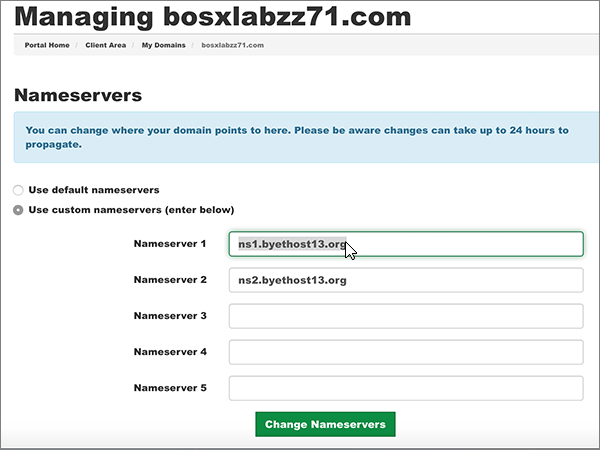 Managing bosxlabzz71.com
Portal Home / Client Area / My Domains / bosxlabzz71.com
Nameservers
You can change where your domain points to here. Please be aware changes can take up to 24 hours to
propagate.
Use default nameservers
Use custom nameservers (enter below)
Nameserver 1 ns1.byethost13.org
Nameserver 2 ns2.byethost13.org
Nameserver 3
Nameserver 4
Nameserver 5
Change Nameservers